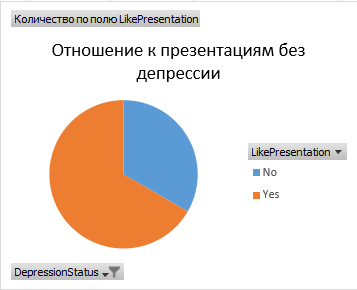 Количество по полю LikePresentation
Отношение к презентациям без
депрессии
LikePresentation
No
Yes
DepressionStatus